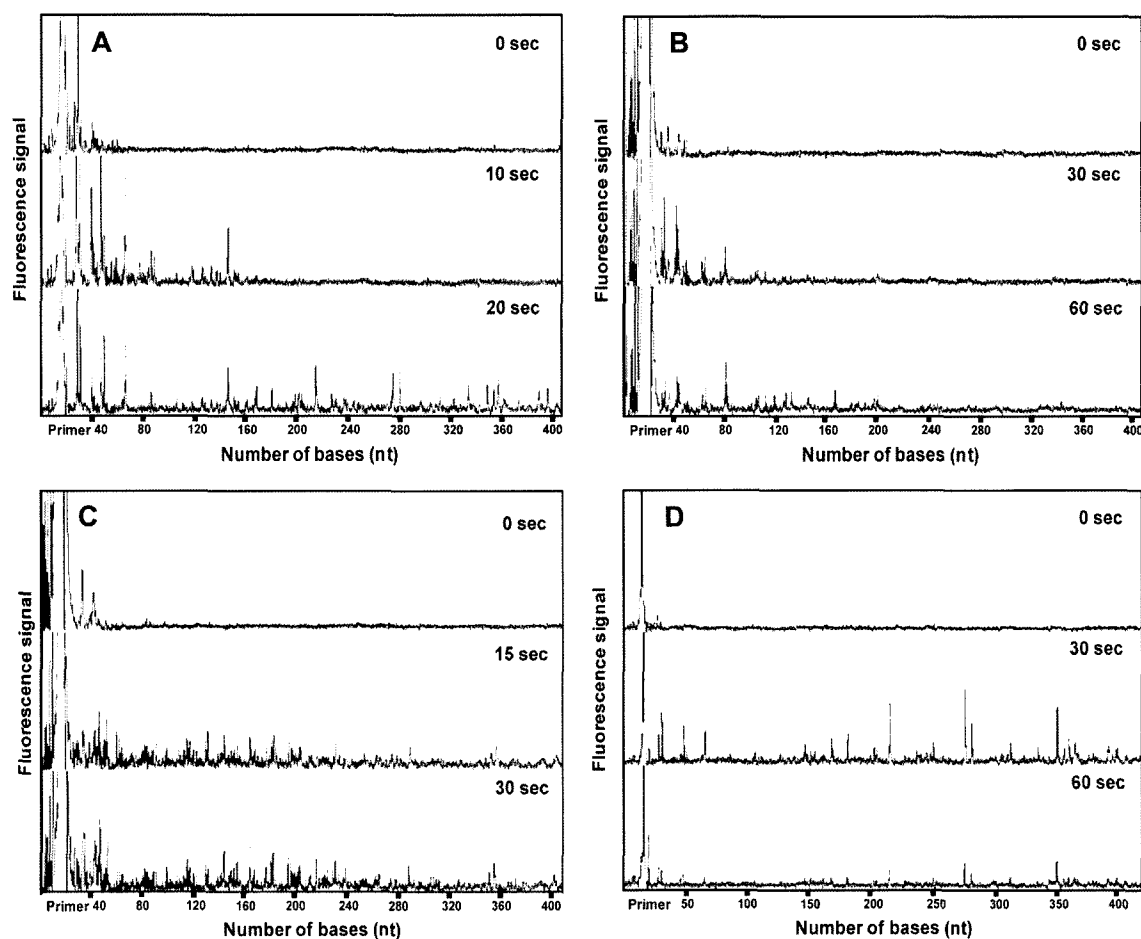 A
0 sec
10 sec
20 sec
Fluorescence signal
Primer 40 80 120 160 200 240 280 320 360 400
Number of bases (nt)
B
0 sec
30 sec
60 sec
Fluorescence signal
Primer 40 80 120 160 200 240 280 320 360 400
Number of bases (nt)
C
0 sec
15 sec
30 sec
Fluorescence signal
Primer 40 80 120 160 200 240 280 320 360 400
Number of bases (nt)
D
0 sec
30 sec
60 sec
Fluorescence signal
Primer 50 100 150 200 250 300 350 400
Number of bases (nt)